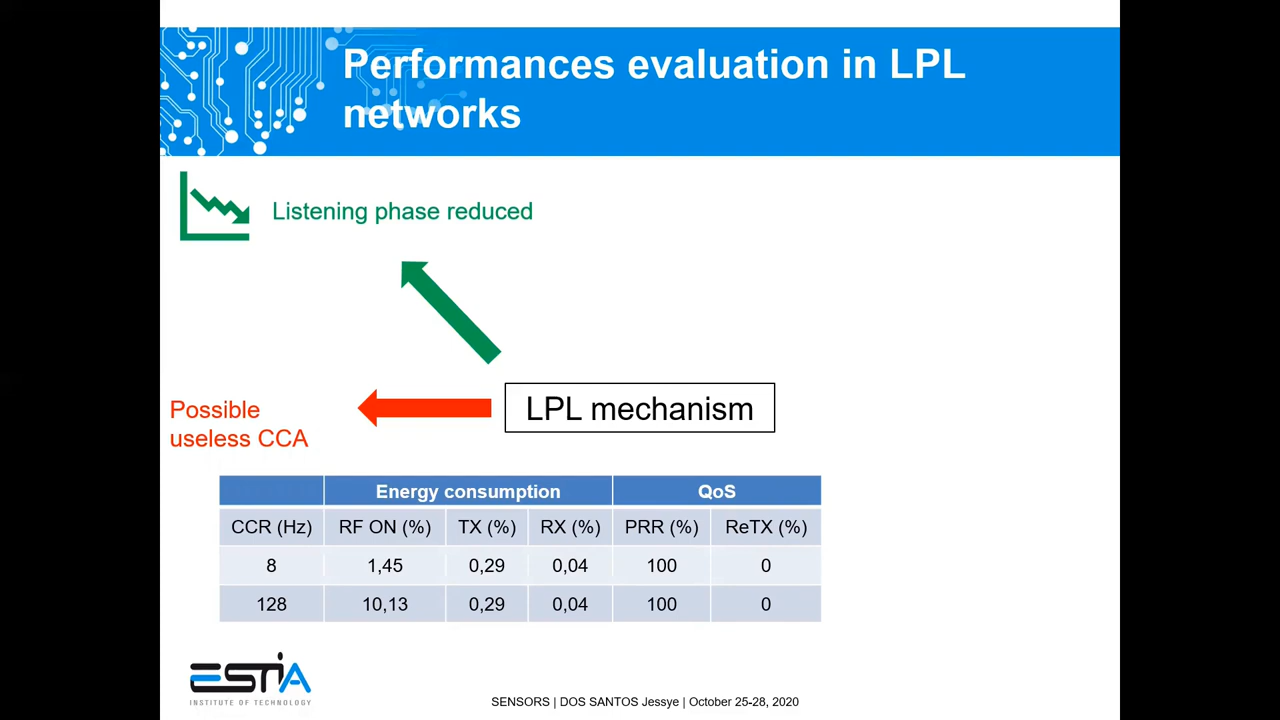 Performances evaluation in LPL
networks
Listening phase reduced
Possible
useless CCA
LPL mechanism
Energy consumption QoS
CCR (Hz) RF ON (%) TX (%) RX (%) PRR (%) ReTX (%)
8 1,45 0,29 0,04 100 0
128 10,13 0,29 0,04 100 0
ESTIA
INSTITUTE OF TECHNOLOGY
SENSORS | DOS SANTOS Jessye | October 25-28, 2020